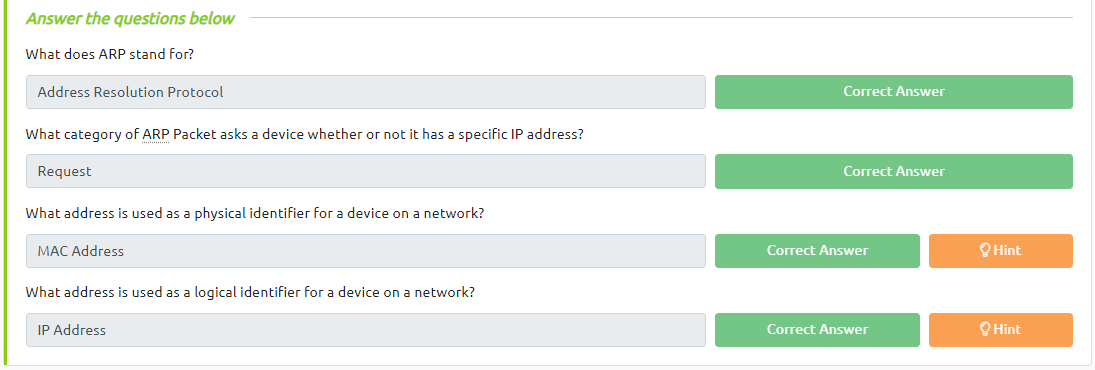 Answer the questions below
What does ARP stand for?
Address Resolution Protocol
Correct Answer
What category of ARP Packet asks a device whether or not it has a specific IP address?
Request
Correct Answer
What address is used as a physical identifier for a device on a network?
MAC Address
Correct Answer
Hint
What address is used as a logical identifier for a device on a network?
IP Address
Correct Answer
Hint